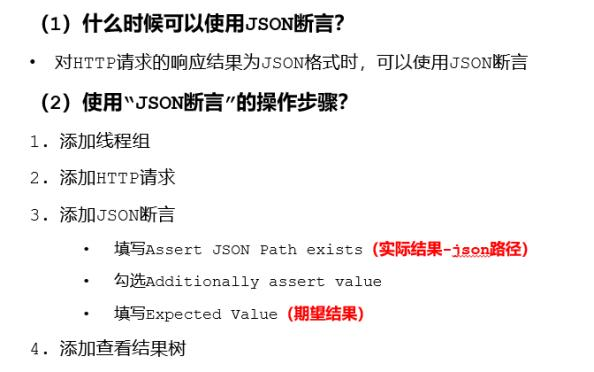 （1）什么时候可以使用JSON断言？
• 对HTTP请求的响应结果为JSON格式时，可以使用JSON断言
（2）使用“JSON断言”的操作步骤？
1. 添加线程组
2. 添加HTTP请求
3. 添加JSON断言
• 填写Assert JSON Path exists（实际结果-json路径）
• 勾选Additionally assert value
• 填写Expected Value（期望结果）
4. 添加查看结果树